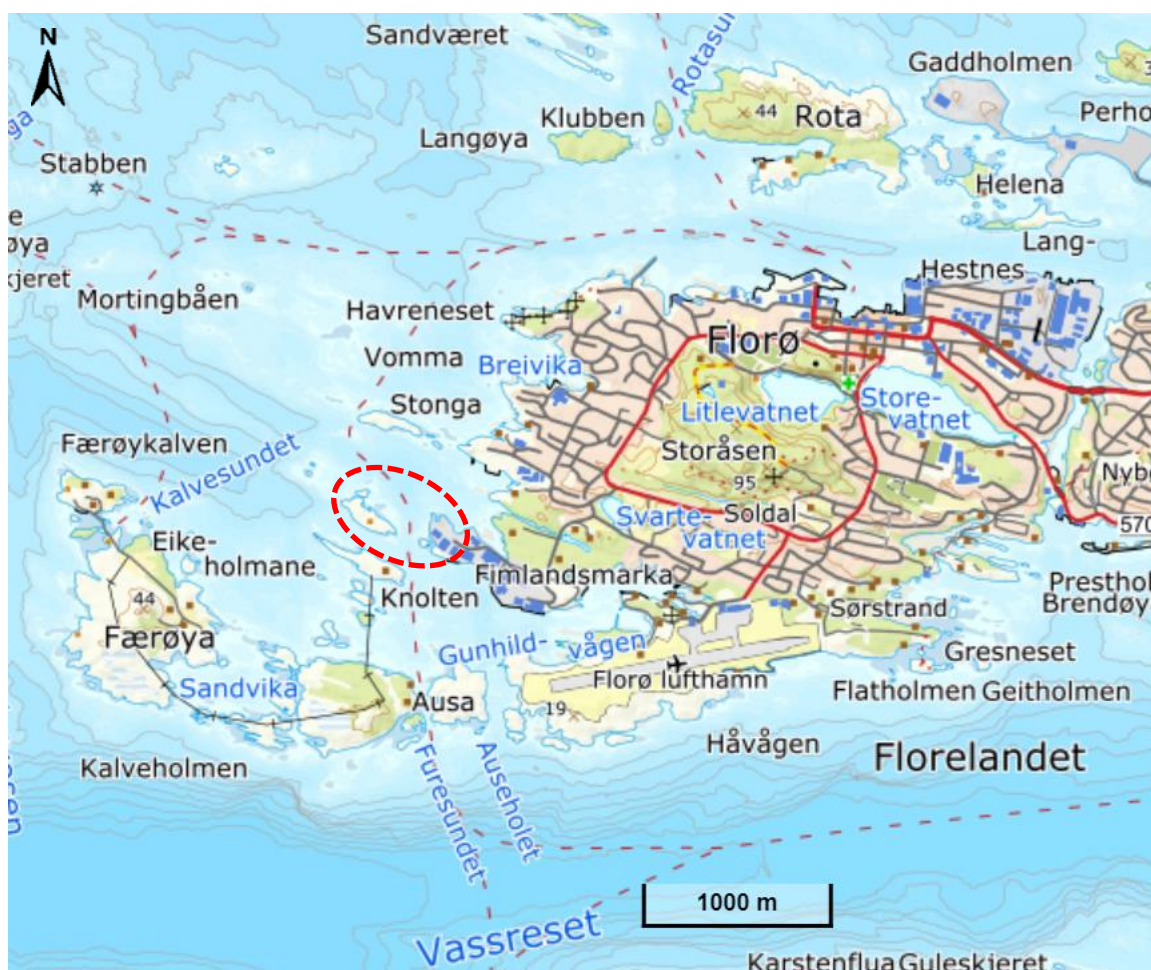 N
Sandværet
Rotasun
Gaddholmen
Klubben
44
Rota
Perho
Langøya
ga
Stabben
Helena
e
øya
kjeret
Lang-
Hestnes
Mortingbåen
Havreneset
Florø
Vomma
Breivika
Stonga
Litlevatnet
Store-
vatnet
Færøykalven
Kalvesundet
Storåsen
95
Nybø
Svarte-
vatnet
Soldal
570
Eike-
holmane
Fimlandsmarka
Knolten
Presthol
Brendøy
44
Sørstrand
Færøya
Gunhild-
vågen
Gresneset
Sandvika
Florø lufthamn
Flatholmen
Geitholmen
Ausa
19
Håvågen
Kalveholmen
Florelandet
Furesundet
Auseholet
1000 m
Vassreset
Karstenflua
Guleskjeret